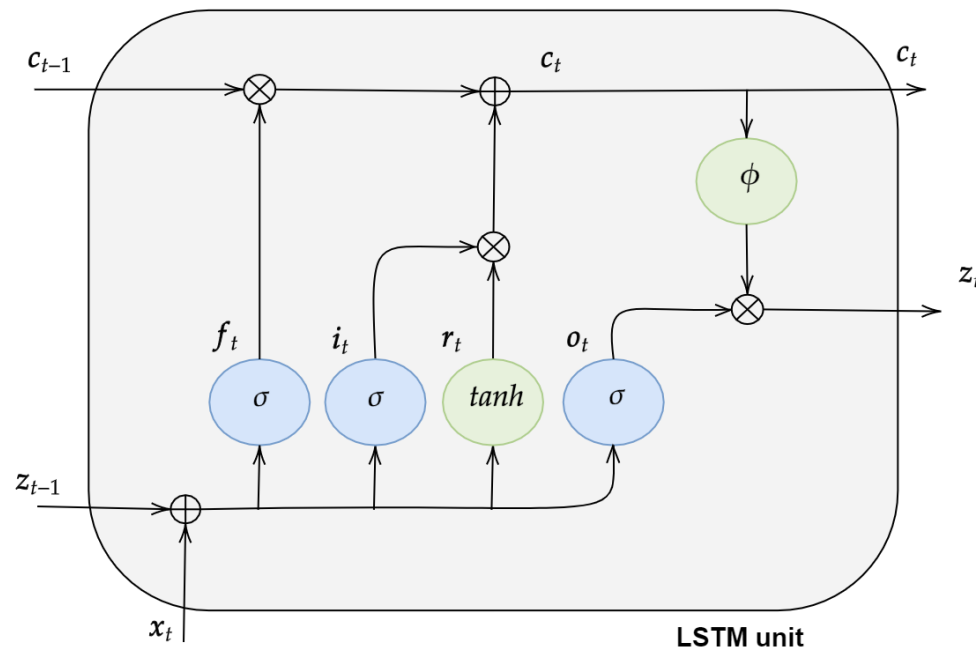 c_{t−1}
c_t
c_t
ϕ
z_t
f_t
i_t
r_t
o_t
σ
σ
tanh
σ
z_{t−1}
x_t
LSTM unit